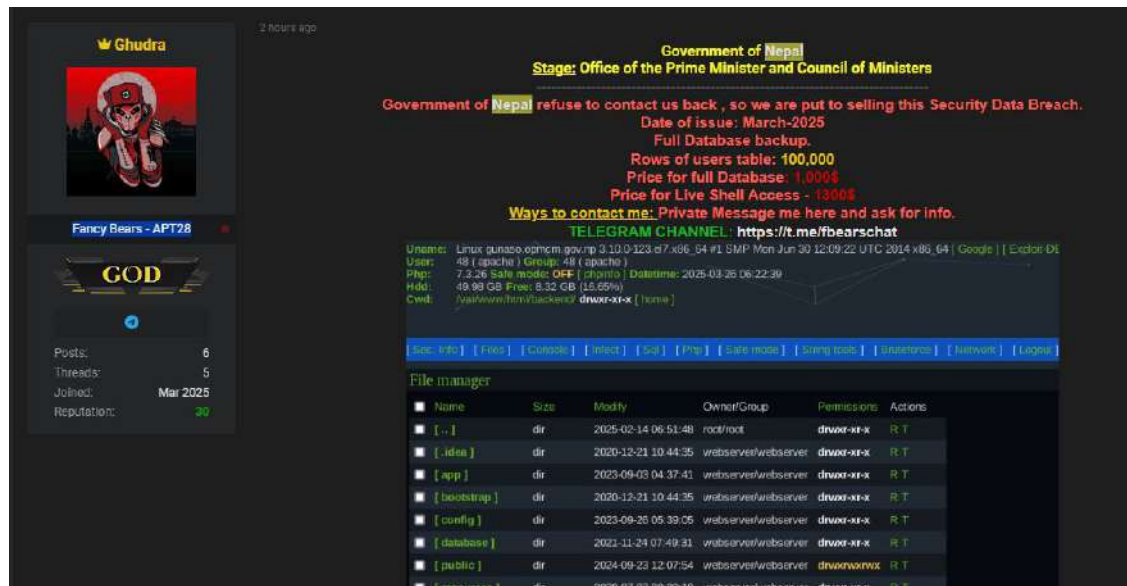 Ghudra
Fancy Bears - APT28
GOD
Posts: 6
Threads: 5
Joined: Mar 2025
Reputation: 30
2 hours ago
Government of Nepal
Stage: Office of the Prime Minister and Council of Ministers
Government of Nepal refuse to contact us back , so we are put to selling this Security Data Breach.
Date of issue: March-2025
Full Database backup.
Rows of users table: 100,000
Price for full Database: 1,000$
Price for Live Shell Access - 1300$
Ways to contact me: Private Message me here and ask for info.
TELEGRAM CHANNEL: https://t.me/fbearschat
Uname: Linux gunaso.opmcm.gov.np 3.10.0-123.el7.x86_64 #1 SMP Mon Jun 30 12:09:22 UTC 2014 x86_64 [ Google ] [ Exploit-DB
User: 48 ( apache ) Group: 48 ( apache )
Php: 7.3.26 Safe mode: OFF [ phpinfo ] Datetime: 2025-03-26 06:22:39
Hdd: 49.98 GB Free: 8.32 GB (16.65%)
Cwd: /var/www/html/backend/ drwxr-xr-x [ home ]
[ Sec. Info ] [ Files ] [ Console ] [ Infect ] [ Sql ] [ Php ] [ Safe mode ] [ String tools ] [ Bruteforce ] [ Network ] [ Logout ]
File manager
Name Size Modify Owner/Group Permissions Actions
[ .. ] dir 2025-02-14 06:51:48 root/root drwxr-xr-x R T
[ .idea ] dir 2020-12-21 10:44:35 webserver/webserver drwxr-xr-x R T
[ app ] dir 2023-09-03 04:37:41 webserver/webserver drwxr-xr-x R T
[ bootstrap ] dir 2020-12-21 10:44:35 webserver/webserver drwxr-xr-x R T
[ config ] dir 2023-09-26 05:39:05 webserver/webserver drwxr-xr-x R T
[ database ] dir 2021-11-24 07:49:31 webserver/webserver drwxr-xr-x R T
[ public ] dir 2024-09-23 12:07:54 webserver/webserver drwxrwxrwx R T